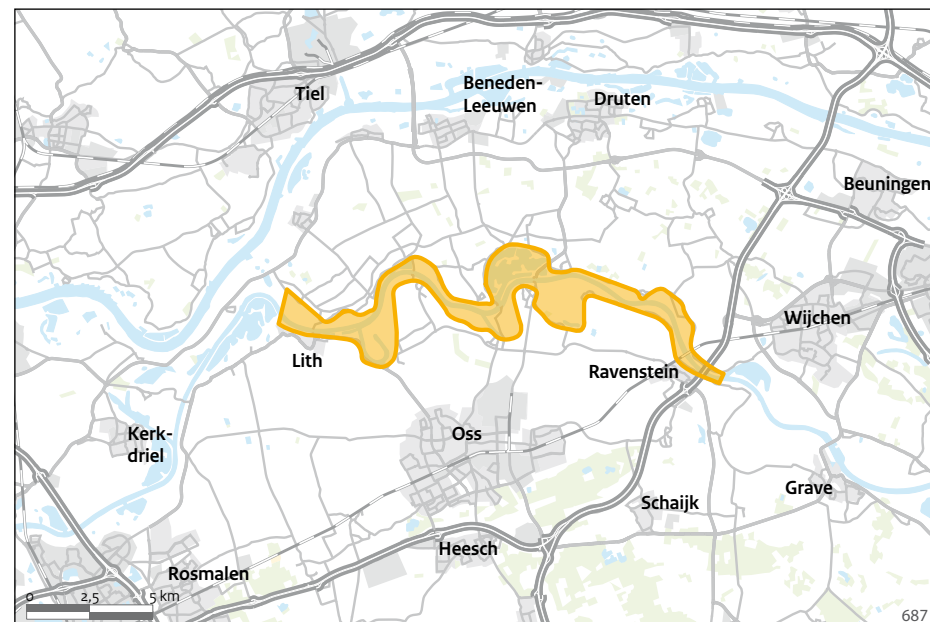 Beneden-
Leeuwen
Tiel
Druten
Beuningen
Wijchen
Lith
Ravenstein
Kerk-
driel
Oss
Grave
Schaijk
Heesch
Rosmalen
0 2,5 5 km
687